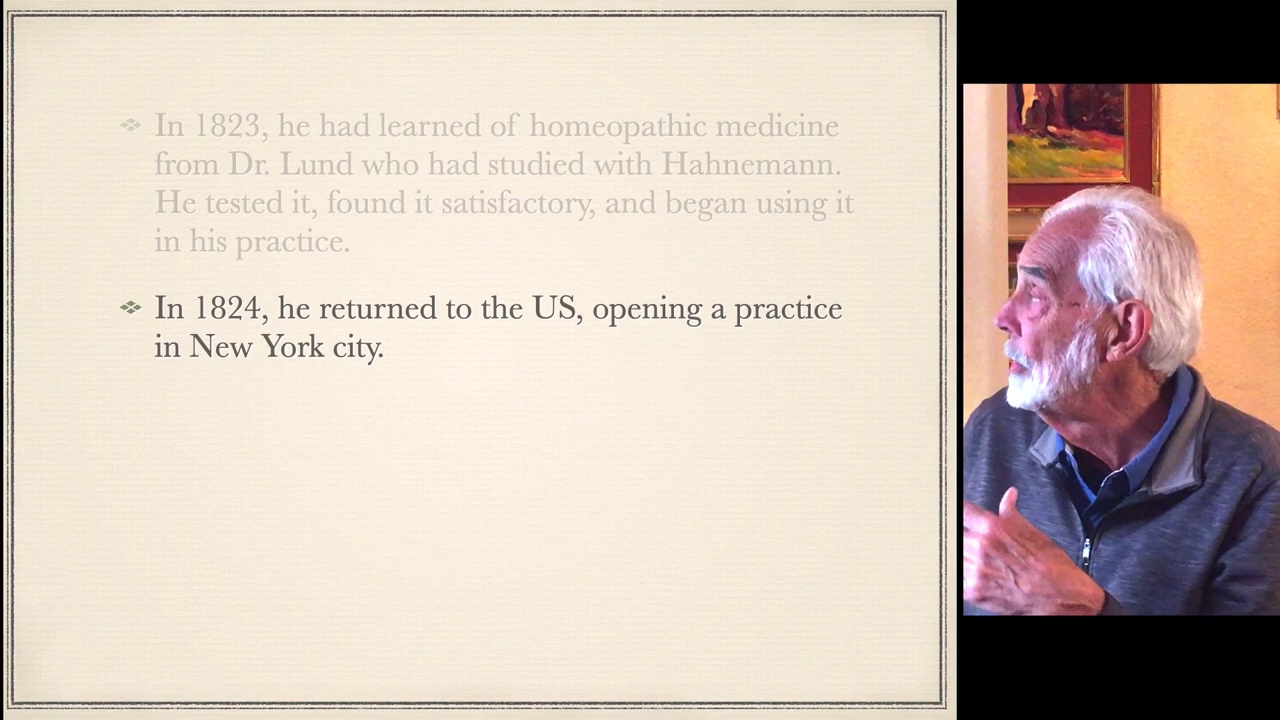 In 1823, he had learned of homeopathic medicine
from Dr. Lund who had studied with Hahnemann.
He tested it, found it satisfactory, and began using it
in his practice.
In 1824, he returned to the US, opening a practice
in New York city.